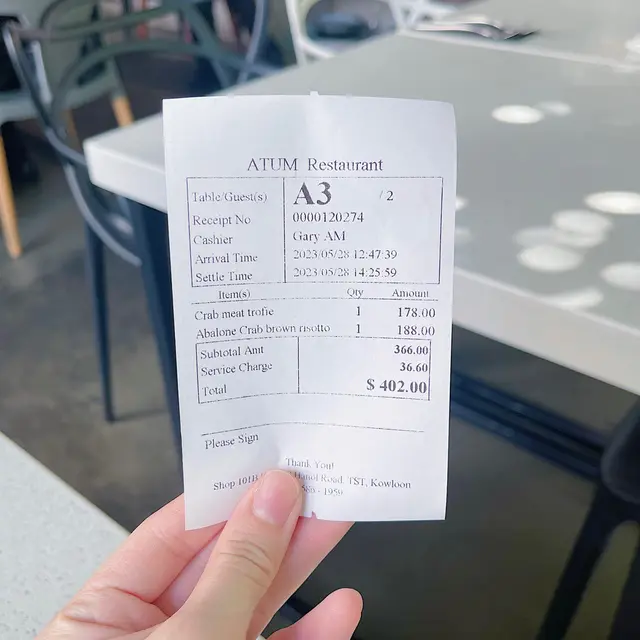 ATUM Restaurant
Table/Guest(s) A3 / 2
Receipt No 0000120274
Cashier Gary AM
Arrival Time 2023/05/28 12:47:39
Settle Time 2023/05/28 14:25:59
Item(s) Qty Amount
Crab meat trofie 1 178.00
Abalone Crab brown risotto 1 188.00
Subtotal Amt 366.00
Service Charge 36.60
Total $ 402.00
Please Sign
Thank You!
Shop 101B Hanoi Road, TST, Kowloon
- 1959